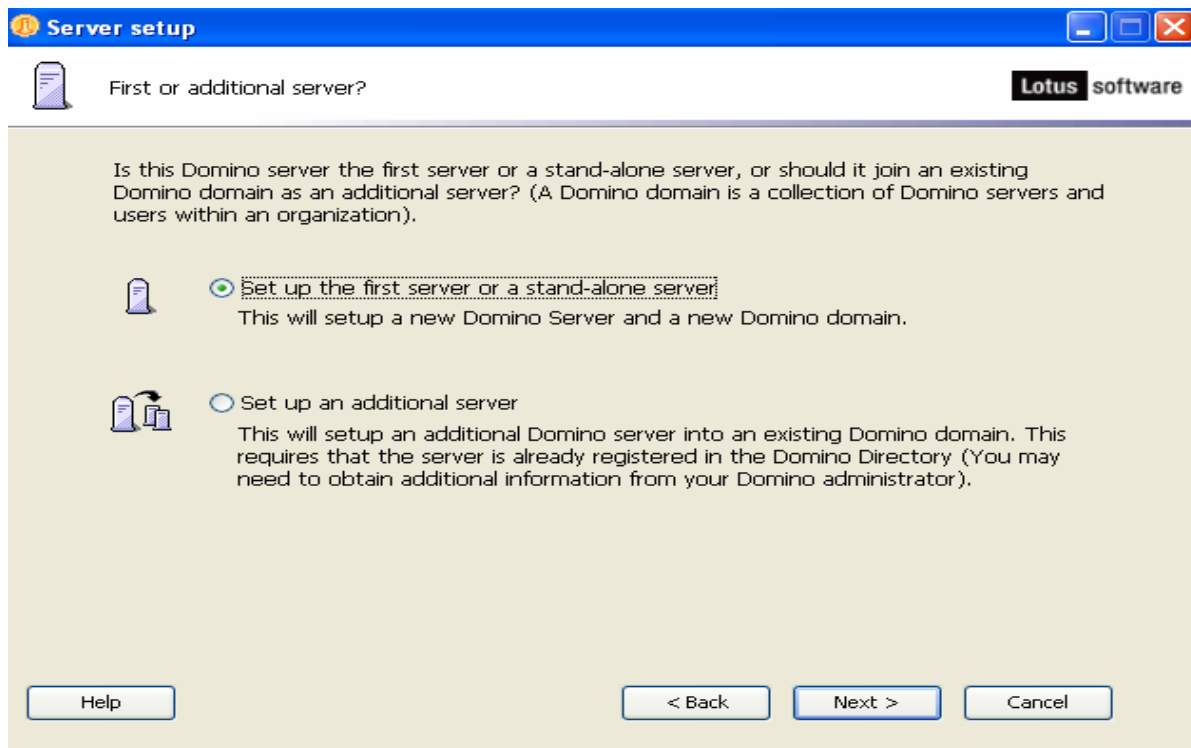 Server setup
First or additional server?
Lotus software
Is this Domino server the first server or a stand-alone server, or should it join an existing
Domino domain as an additional server? (A Domino domain is a collection of Domino servers and
users within an organization).
Set up the first server or a stand-alone server
This will setup a new Domino Server and a new Domino domain.
Set up an additional server
This will setup an additional Domino server into an existing Domino domain. This
requires that the server is already registered in the Domino Directory (You may
need to obtain additional information from your Domino administrator).
Help
< Back
Next >
Cancel